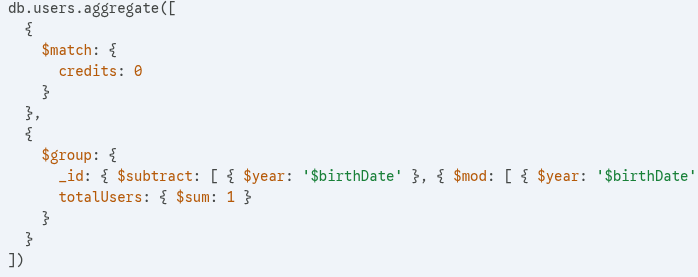 db.users.aggregate([
  {
    $match: {
      credits: 0
    }
  },
  {
    $group: {
      _id: { $subtract: [ { $year: '$birthDate' }, { $mod: [ { $year: '$birthDate'
      totalUsers: { $sum: 1 }
    }
  }
])